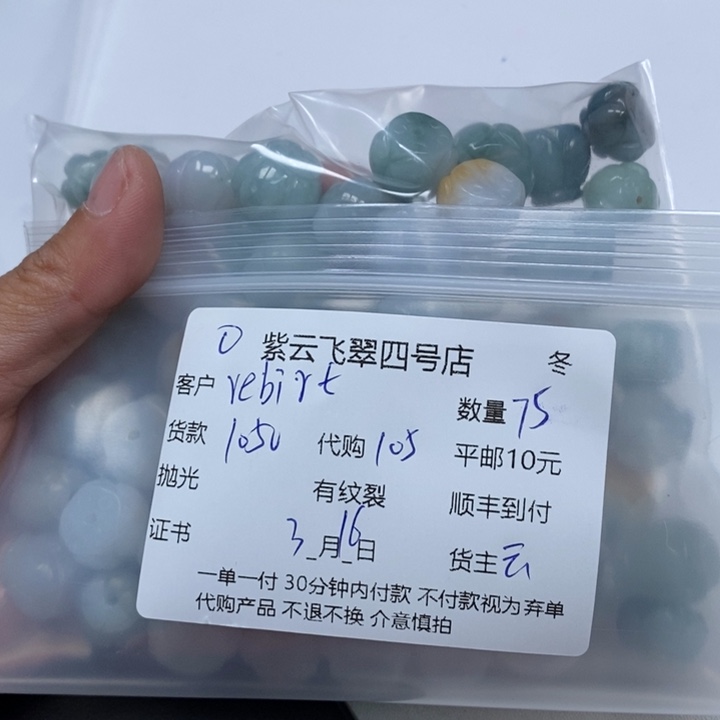 0 紫云飞翠四号店 冬
客户 rebirt
数量 75
货款 1050 代购 105 平邮10元
抛光 有纹裂 顺丰到付
证书 3_月16日 货主 云
一单一付 30分钟内付款 不付款视为弃单
代购产品 不退不换 介意慎拍